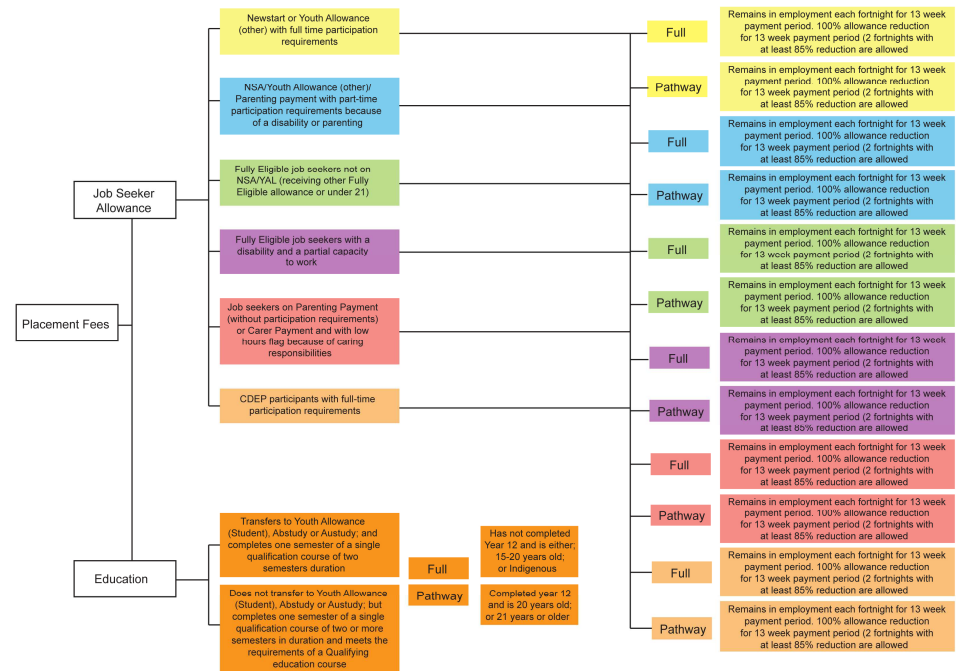 Placement Fees
Job Seeker
Allowance
Newstart or Youth Allowance
(other) with full time participation
requirements
NSA/Youth Allowance (other)/
Parenting payment with part-time
participation requirements because
of a disability or parenting
Fully Eligible job seekers not on
NSA/YAL (receiving other Fully
Eligible allowance or under 21)
Fully Eligible job seekers with a
disability and a partial capacity
to work
Job seekers on Parenting Payment
(without participation requirements)
or Carer Payment and with low
hours flag because of caring
responsibilities
CDEP participants with full-time
participation requirements
Full
Remains in employment each fortnight for 13 week
payment period. 100% allowance reduction
for 13 week payment period (2 fortnights with
at least 85% reduction are allowed
Pathway
Remains in employment each fortnight for 13 week
payment period. 100% allowance reduction
for 13 week payment period (2 fortnights with
at least 85% reduction are allowed
Full
Remains in employment each fortnight for 13 week
payment period. 100% allowance reduction
for 13 week payment period (2 fortnights with
at least 85% reduction are allowed
Pathway
Remains in employment each fortnight for 13 week
payment period. 100% allowance reduction
for 13 week payment period (2 fortnights with
at least 85% reduction are allowed
Full
Remains in employment each fortnight for 13 week
payment period. 100% allowance reduction
for 13 week payment period (2 fortnights with
at least 85% reduction are allowed
Pathway
Remains in employment each fortnight for 13 week
payment period. 100% allowance reduction
for 13 week payment period (2 fortnights with
at least 85% reduction are allowed
Full
Remains in employment each fortnight for 13 week
payment period. 100% allowance reduction
for 13 week payment period (2 fortnights with
at least 85% reduction are allowed
Pathway
Remains in employment each fortnight for 13 week
payment period. 100% allowance reduction
for 13 week payment period (2 fortnights with
at least 85% reduction are allowed
Full
Remains in employment each fortnight for 13 week
payment period. 100% allowance reduction
for 13 week payment period (2 fortnights with
at least 85% reduction are allowed
Pathway
Remains in employment each fortnight for 13 week
payment period. 100% allowance reduction
for 13 week payment period (2 fortnights with
at least 85% reduction are allowed
Full
Remains in employment each fortnight for 13 week
payment period. 100% allowance reduction
for 13 week payment period (2 fortnights with
at least 85% reduction are allowed
Pathway
Remains in employment each fortnight for 13 week
payment period. 100% allowance reduction
for 13 week payment period (2 fortnights with
at least 85% reduction are allowed
Education
Transfers to Youth Allowance
(Student), Abstudy or Austudy; and
completes one semester of a single
qualification course of two
semesters duration
Does not transfer to Youth Allowance
(Student), Abstudy or Austudy; but
completes one semester of a single
qualification course of two or more
semesters in duration and meets the
requirements of a Qualifying
education course
Full
Has not completed
Year 12 and is either;
15-20 years old;
or Indigenous
Pathway
Completed year 12
and is 20 years old;
or 21 years or older